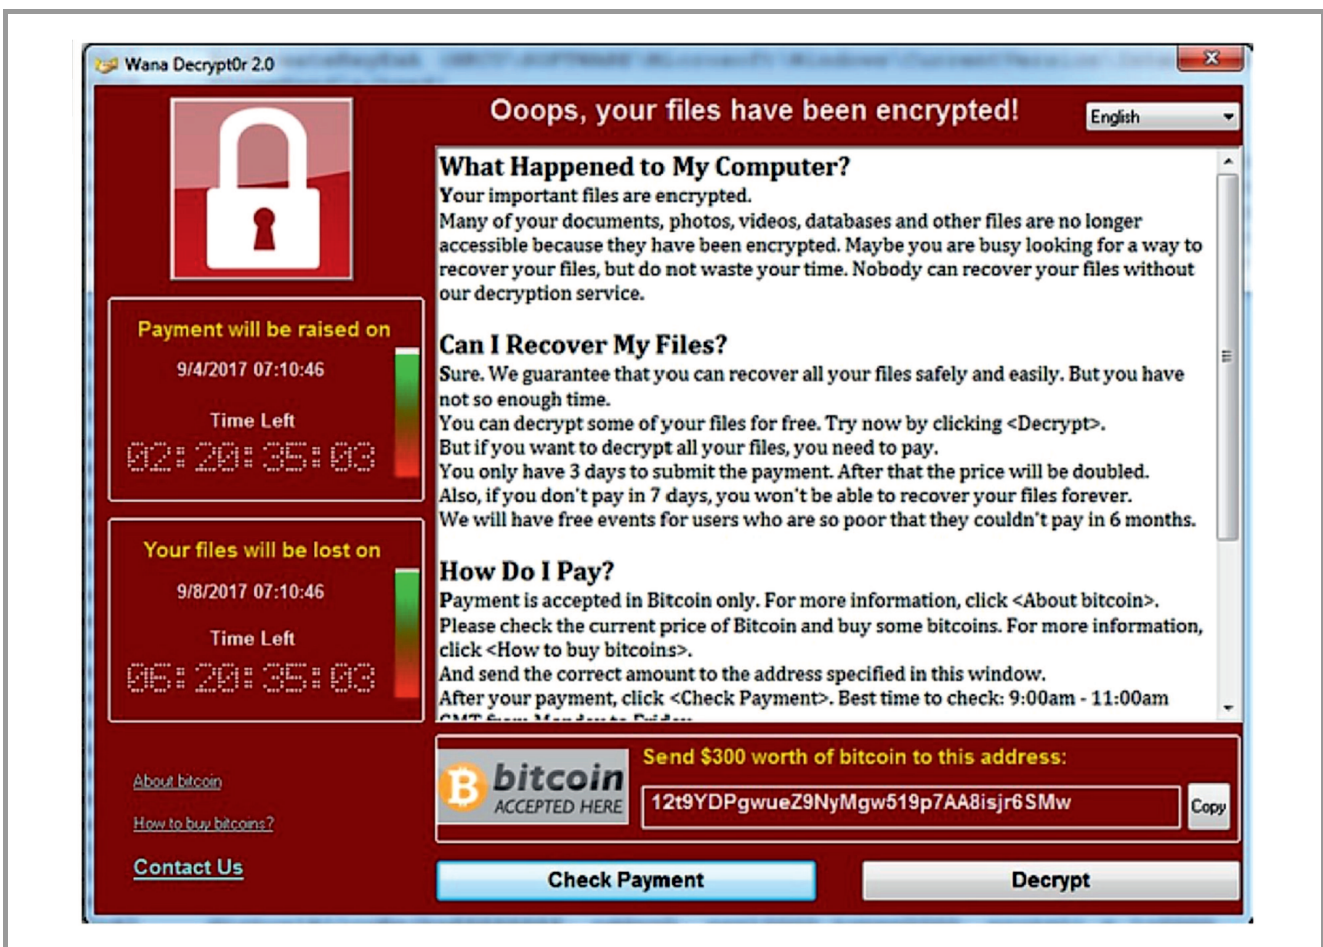 Wana Decrypt0r 2.0
Ooops, your files have been encrypted!
English
What Happened to My Computer?
Your important files are encrypted.
Many of your documents, photos, videos, databases and other files are no longer
accessible because they have been encrypted. Maybe you are busy looking for a way to
recover your files, but do not waste your time. Nobody can recover your files without
our decryption service.
Can I Recover My Files?
Sure. We guarantee that you can recover all your files safely and easily. But you have
not so enough time.
You can decrypt some of your files for free. Try now by clicking <Decrypt>.
But if you want to decrypt all your files, you need to pay.
You only have 3 days to submit the payment. After that the price will be doubled.
Also, if you don't pay in 7 days, you won't be able to recover your files forever.
We will have free events for users who are so poor that they couldn't pay in 6 months.
How Do I Pay?
Payment is accepted in Bitcoin only. For more information, click <About bitcoin>.
Please check the current price of Bitcoin and buy some bitcoins. For more information,
click <How to buy bitcoins>.
And send the correct amount to the address specified in this window.
After your payment, click <Check Payment>. Best time to check: 9:00am - 11:00am
GMT from Monday to Friday
Payment will be raised on
9/4/2017 07:10:46
Time Left
02:20:35:03
Your files will be lost on
9/8/2017 07:10:46
Time Left
06:20:35:03
About bitcoin
How to buy bitcoins?
Contact Us
bitcoin
ACCEPTED HERE
Send $300 worth of bitcoin to this address:
12t9YDPgwueZ9NyMgw519p7AA8isjr6SMw
Copy
Check Payment
Decrypt